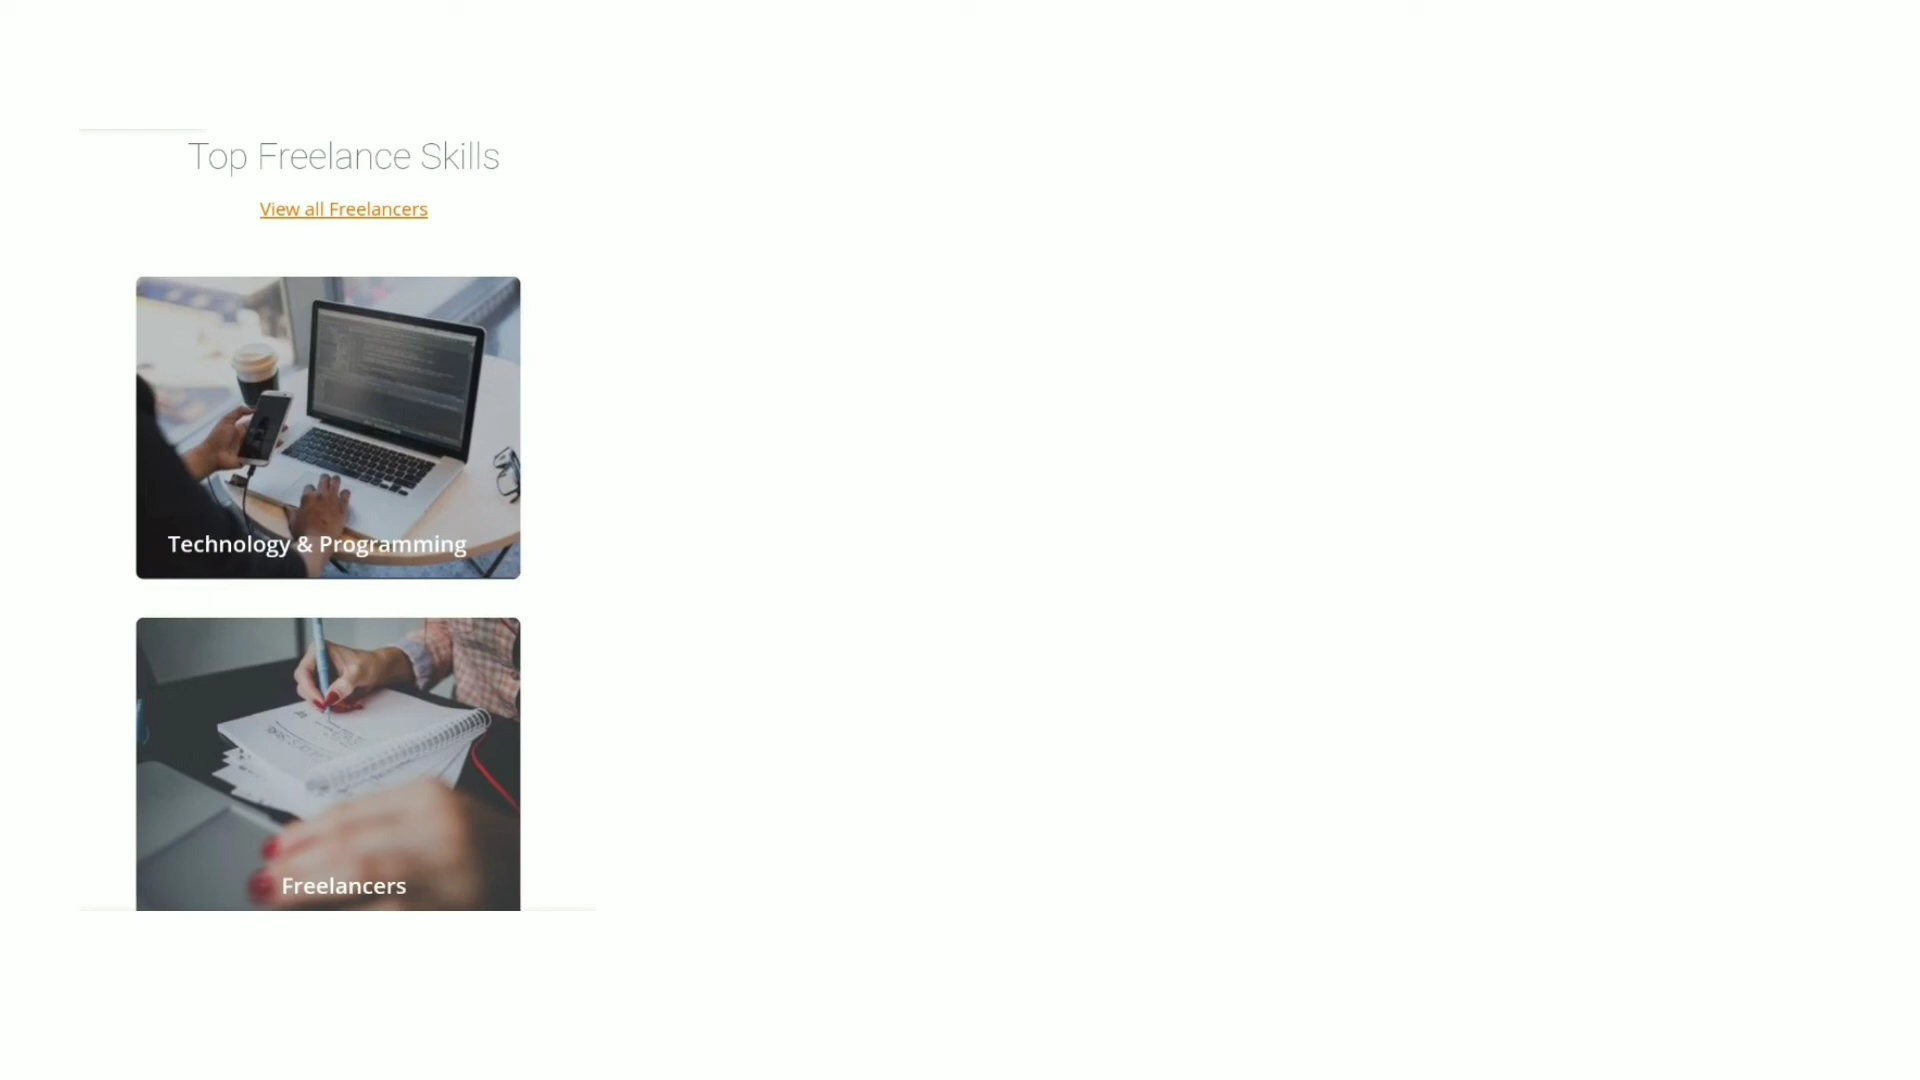 Top Freelance Skills
View all Freelancers
Technology & Programming
Freelancers